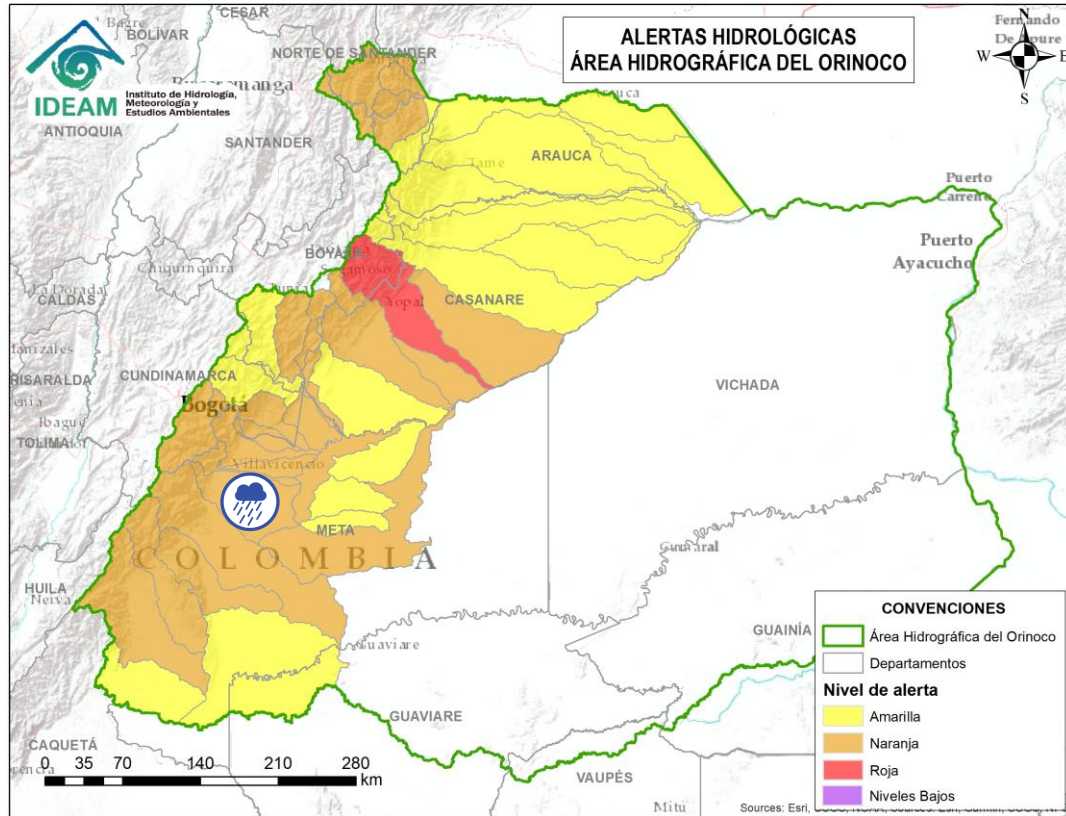 IDEAM
Instituto de Hidrología,
Meteorología y
Estudios Ambientales
ALERTAS HIDROLÓGICAS
ÁREA HIDROGRÁFICA DEL ORINOCO
N
W
E
S
CESAR
Bagre
BOLÍVAR
NORTE DE SANTANDER
Fernando
De Apure
ANTIOQUIA
SANTANDER
ARAUCA
Tame
Puerto
Carreño
Puerto
Ayacucho
BOYACÁ
Sogamoso
Chiquinquira
La Dorada
CALDAS
Tunja
Yopal
CASANARE
RISARALDA
CUNDINAMARCA
VICHADA
Bogotá
Ibagué
TOLIMA
Villavicencio
META
COLOMBIA
HUILA
Neiva
Guaviare
GUAINÍA
GUAVIARE
CAQUETÁ
VAUPÉS
Mitú
0 35 70 140 210 280
km
CONVENCIONES
Área Hidrográfica del Orinoco
Departamentos
Nivel de alerta
Amarilla
Naranja
Roja
Niveles Bajos
Sources: Esri,